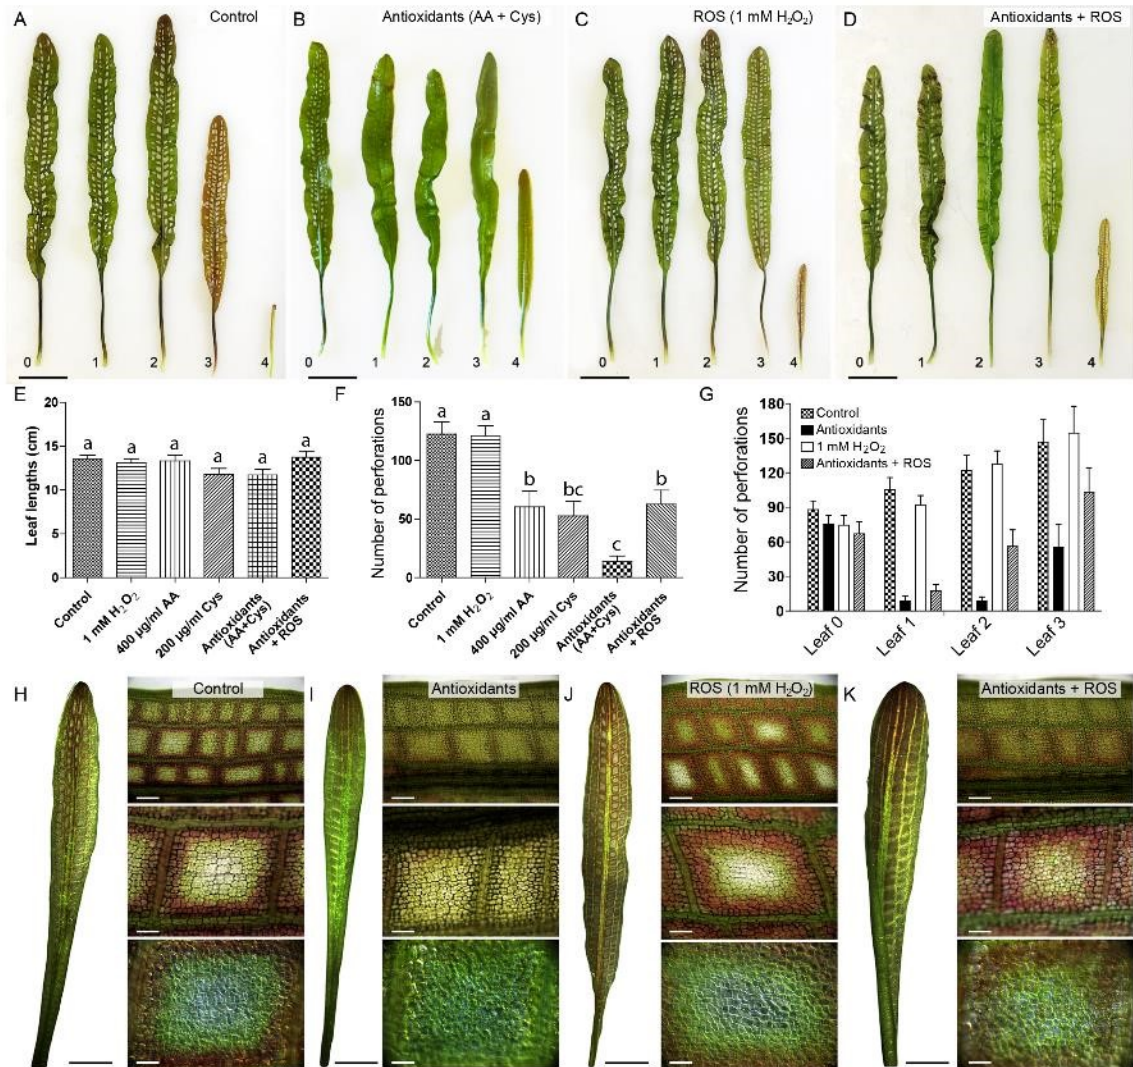 A
Control
B
Antioxidants (AA + Cys)
C
ROS (1 mM H₂O₂)
D
Antioxidants + ROS
0
1
2
3
4
0
1
2
3
4
0
1
2
3
4
0
1
2
3
4
E
Leaf lengths (cm)
20
15
10
5
0
a
a
a
a
a
a
Control
1 mM H₂O₂
400 µg/ml AA
200 µg/ml Cys
Antioxidants
(AA+Cys)
Antioxidants
+ ROS
F
Number of perforations
150
100
50
0
a
a
b
bc
c
b
Control
1 mM H₂O₂
400 µg/ml AA
200 µg/ml Cys
Antioxidants
(AA+Cys)
Antioxidants
+ ROS
G
Number of perforations
180
150
120
90
60
30
0
Control
Antioxidants
1 mM H₂O₂
Antioxidants + ROS
Leaf 0
Leaf 1
Leaf 2
Leaf 3
H
Control
I
Antioxidants
J
ROS (1 mM H₂O₂)
K
Antioxidants + ROS